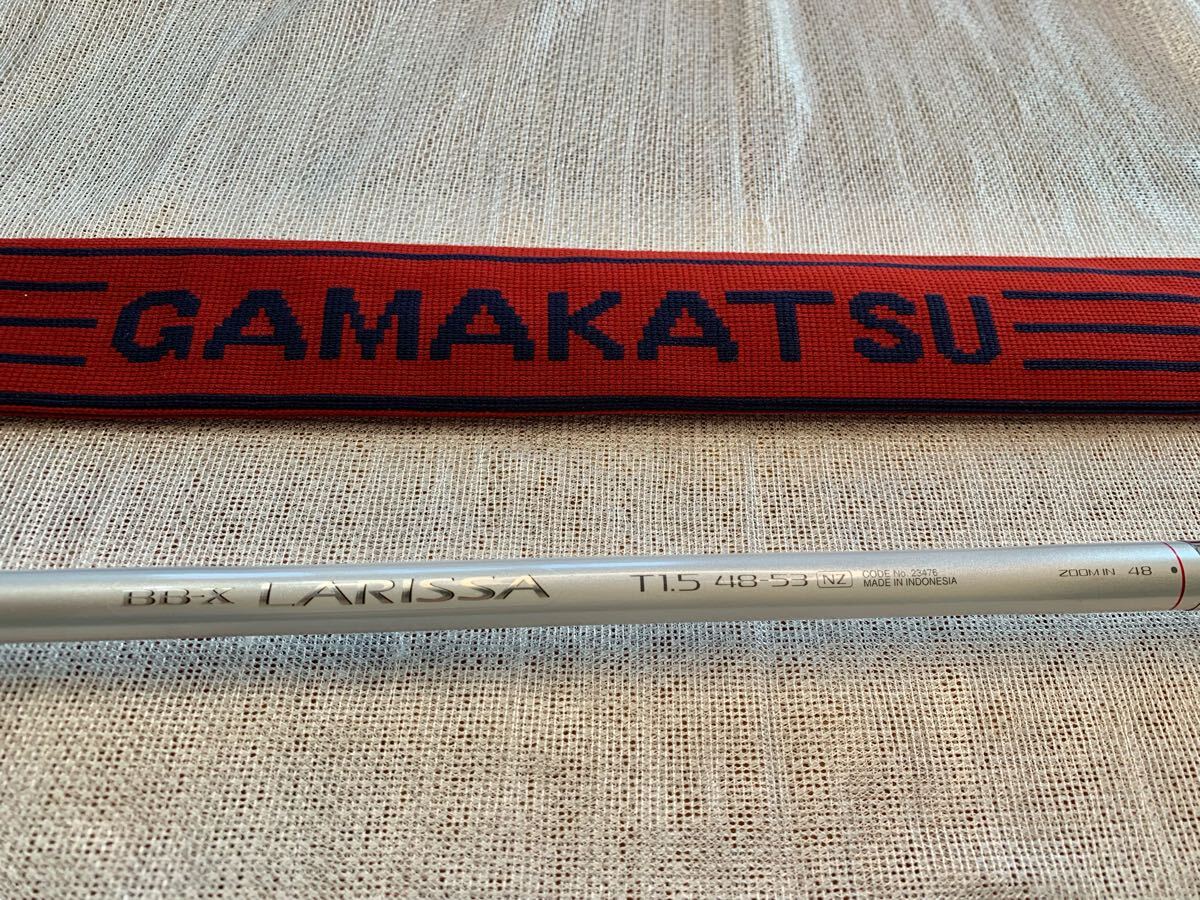 GAMAKATSU
BB-X LARISSA T1.5 48-53 NZ CODE No. 23476
MADE IN INDONESIA
ZOOM IN 48